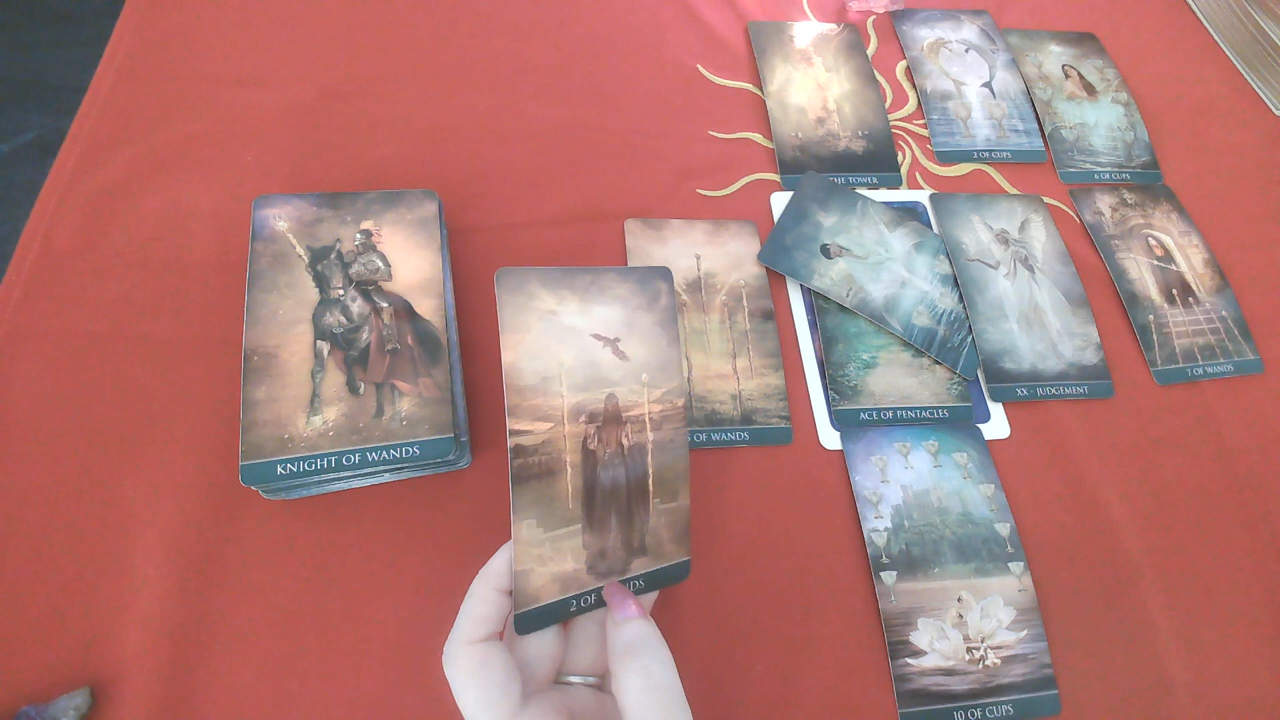 THE TOWER
2 OF CUPS
6 OF CUPS
KNIGHT OF WANDS
2 OF
OF WANDS
ACE OF PENTACLES
XX · JUDGEMENT
7 OF WANDS
10 OF CUPS